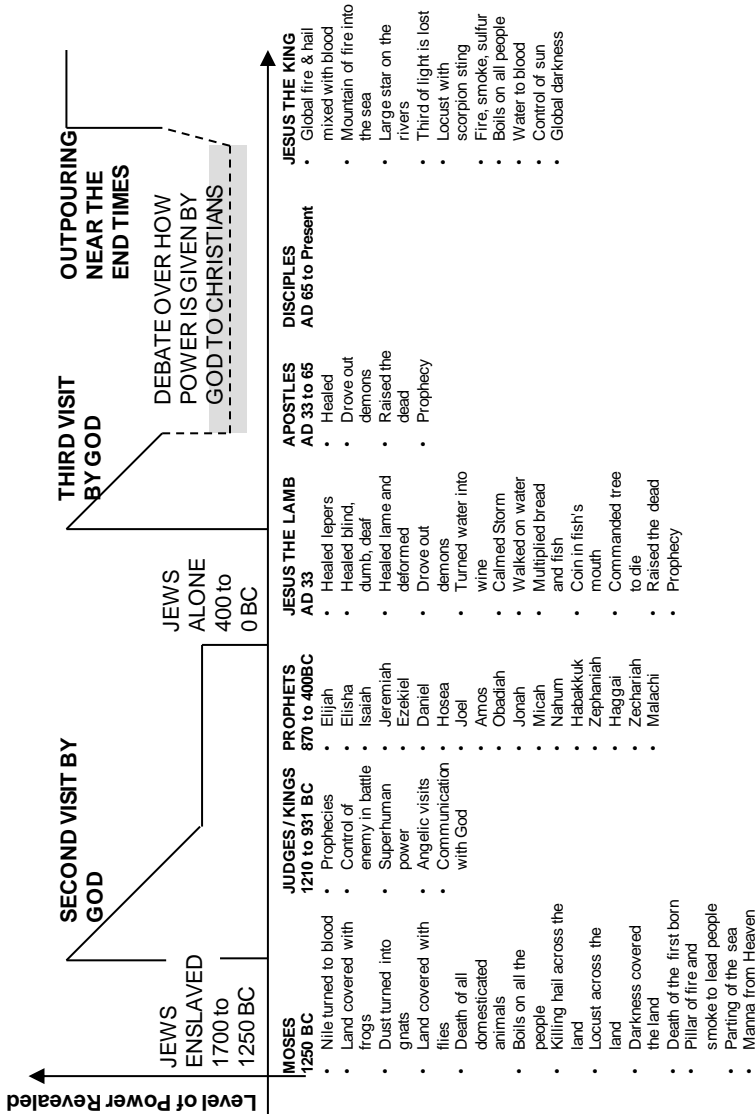 Level of Power Revealed
JEWS
ENSLAVED
1700 to
1250 BC
SECOND VISIT BY
GOD
JEWS
ALONE
400 to
0 BC
THIRD VISIT
BY GOD
DEBATE OVER HOW
POWER IS GIVEN BY
GOD TO CHRISTIANS
OUTPOURING
NEAR THE
END TIMES
MOSES
1250 BC
• Nile turned to blood
• Land covered with
frogs
• Dust turned into
gnats
• Land covered with
flies
• Death of all
domesticated
animals
• Boils on all the
people
• Killing hail across the
land
• Locust across the
land
• Darkness covered
the land
• Death of the first born
• Pillar of fire and
smoke to lead people
• Parting of the sea
• Manna from Heaven
JUDGES / KINGS
1210 to 931 BC
• Prophecies
• Control of
enemy in battle
• Superhuman
power
• Angelic visits
• Communication
with God
PROPHETS
870 to 400BC
• Elijah
• Elisha
• Isaiah
• Jeremiah
• Ezekiel
• Daniel
• Hosea
• Joel
• Amos
• Obadiah
• Jonah
• Micah
• Nahum
• Habakkuk
• Zephaniah
• Haggai
• Zechariah
• Malachi
JESUS THE LAMB
AD 33
• Healed lepers
• Healed blind,
dumb, deaf
• Healed lame and
deformed
• Drove out
demons
• Turned water into
wine
• Calmed Storm
• Walked on water
• Multiplied bread
and fish
• Coin in fish's
mouth
• Commanded tree
to die
• Raised the dead
• Prophecy
APOSTLES
AD 33 to 65
• Healed
• Drove out
demons
• Raised the
dead
• Prophecy
DISCIPLES
AD 65 to Present
JESUS THE KING
• Global fire & hail
mixed with blood
• Mountain of fire into
the sea
• Large star on the
rivers
• Third of light is lost
• Locust with
scorpion sting
• Fire, smoke, sulfur
• Boils on all people
• Water to blood
• Control of sun
• Global darkness